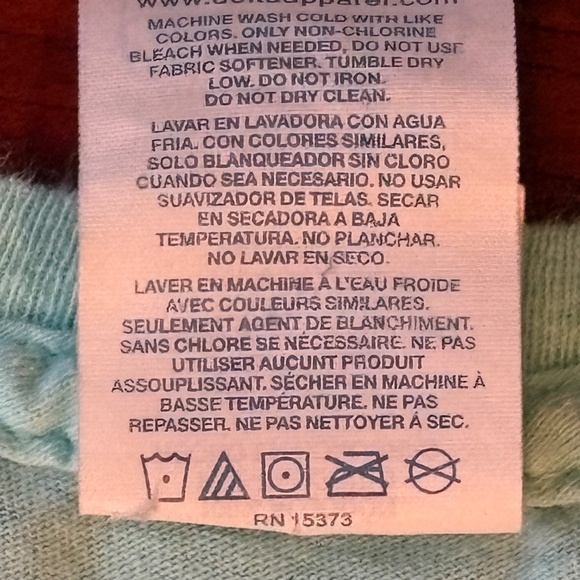 www.deltaapparel.com
MACHINE WASH COLD WITH LIKE
COLORS. ONLY NON-CHLORINE
BLEACH WHEN NEEDED, DO NOT USE
FABRIC SOFTENER. TUMBLE DRY
LOW. DO NOT IRON.
DO NOT DRY CLEAN.
LAVAR EN LAVADORA CON AGUA
FRIA. CON COLORES SIMILARES,
SOLO BLANQUEADOR SIN CLORO
CUANDO SEA NECESARIO. NO USAR
SUAVIZADOR DE TELAS. SECAR
EN SECADORA A BAJA
TEMPERATURA. NO PLANCHAR.
NO LAVAR EN SECO.
LAVER EN MACHINE À L'EAU FROIDE
AVEC COULEURS SIMILARES.
SEULEMENT AGENT DE BLANCHIMENT.
SANS CHLORE SE NÉCESSAIRE. NE PAS
UTILISER AUCUNT PRODUIT
ASSOUPLISSANT. SÉCHER EN MACHINE À
BASSE TEMPÉRATURE. NE PAS
REPASSER. NE PAS NETTOYER Á SEC.
RN 15373